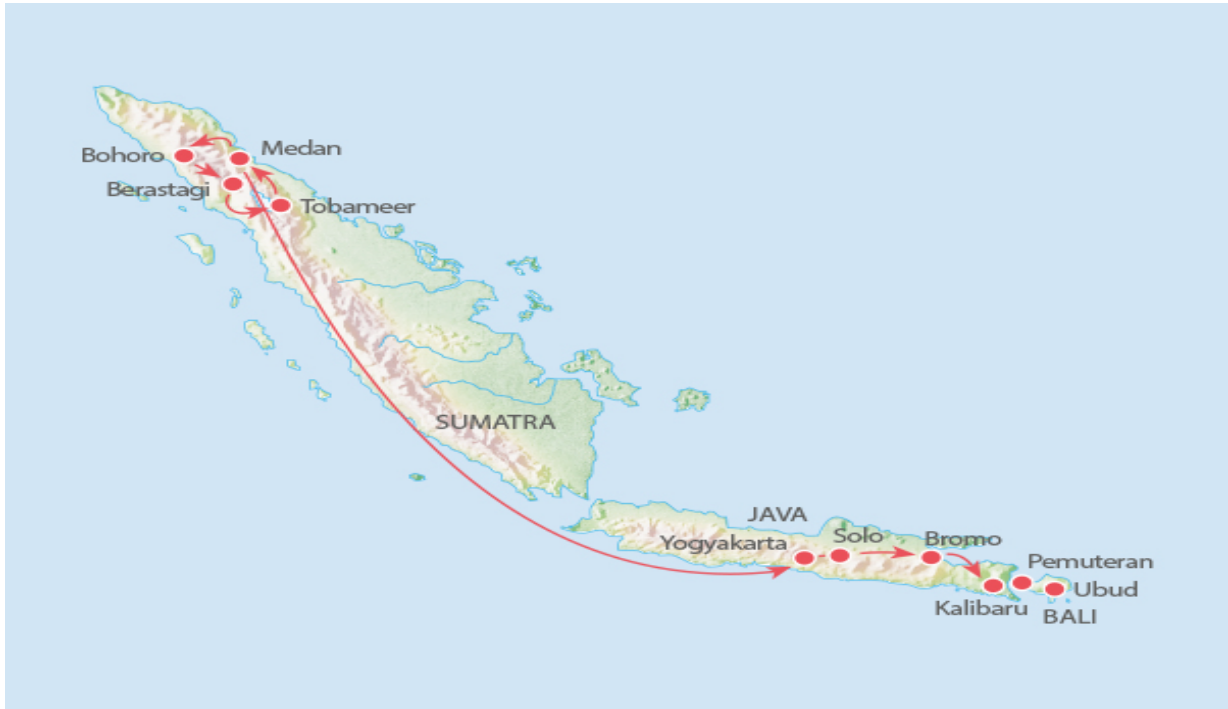 Medan
Bohoro
Berastagi
Tobameer
SUMATRA
JAVA
Yogyakarta
Solo
Bromo
Pemuteran
Ubud
Kalibaru
BALI